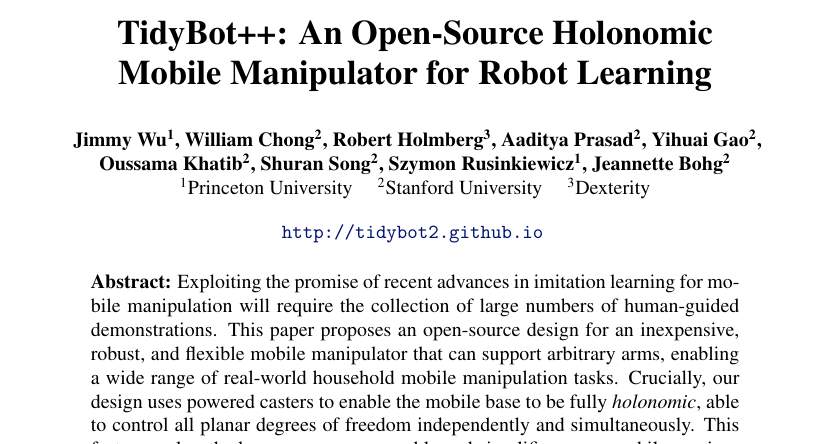 TidyBot++: An Open-Source Holonomic
Mobile Manipulator for Robot Learning
Jimmy Wu¹, William Chong², Robert Holmberg³, Aaditya Prasad², Yihuai Gao²,
Oussama Khatib², Shuran Song², Szymon Rusinkiewicz¹, Jeannette Bohg²
¹Princeton University ²Stanford University ³Dexterity
http://tidybot2.github.io
Abstract: Exploiting the promise of recent advances in imitation learning for mo-
bile manipulation will require the collection of large numbers of human-guided
demonstrations. This paper proposes an open-source design for an inexpensive,
robust, and flexible mobile manipulator that can support arbitrary arms, enabling
a wide range of real-world household mobile manipulation tasks. Crucially, our
design uses powered casters to enable the mobile base to be fully holonomic, able
to control all planar degrees of freedom independently and simultaneously. This